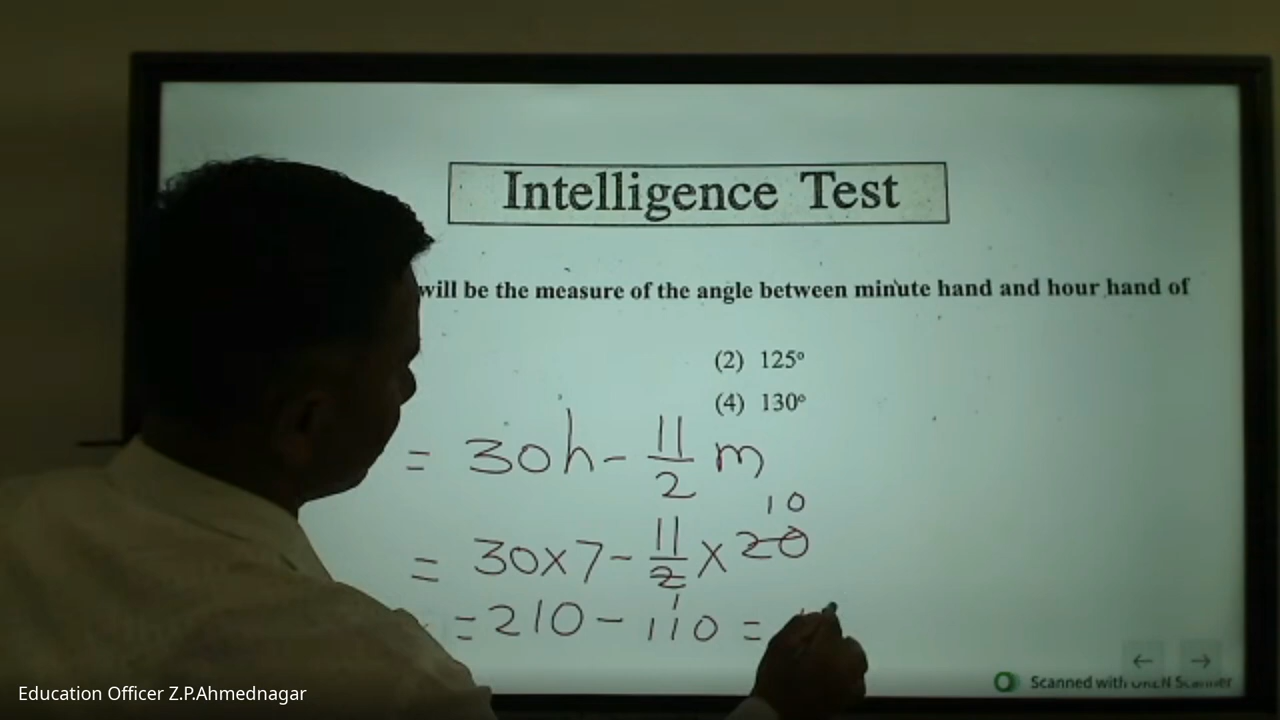 Intelligence Test
will be the measure of the angle between minute hand and hour hand of
(2) 125°
(4) 130°
= 30h - 11/2 m
10
= 30x7 - 11/2 x 20
1
= 210 - 110 =
Scanned with
Education Officer Z.P.Ahmednagar